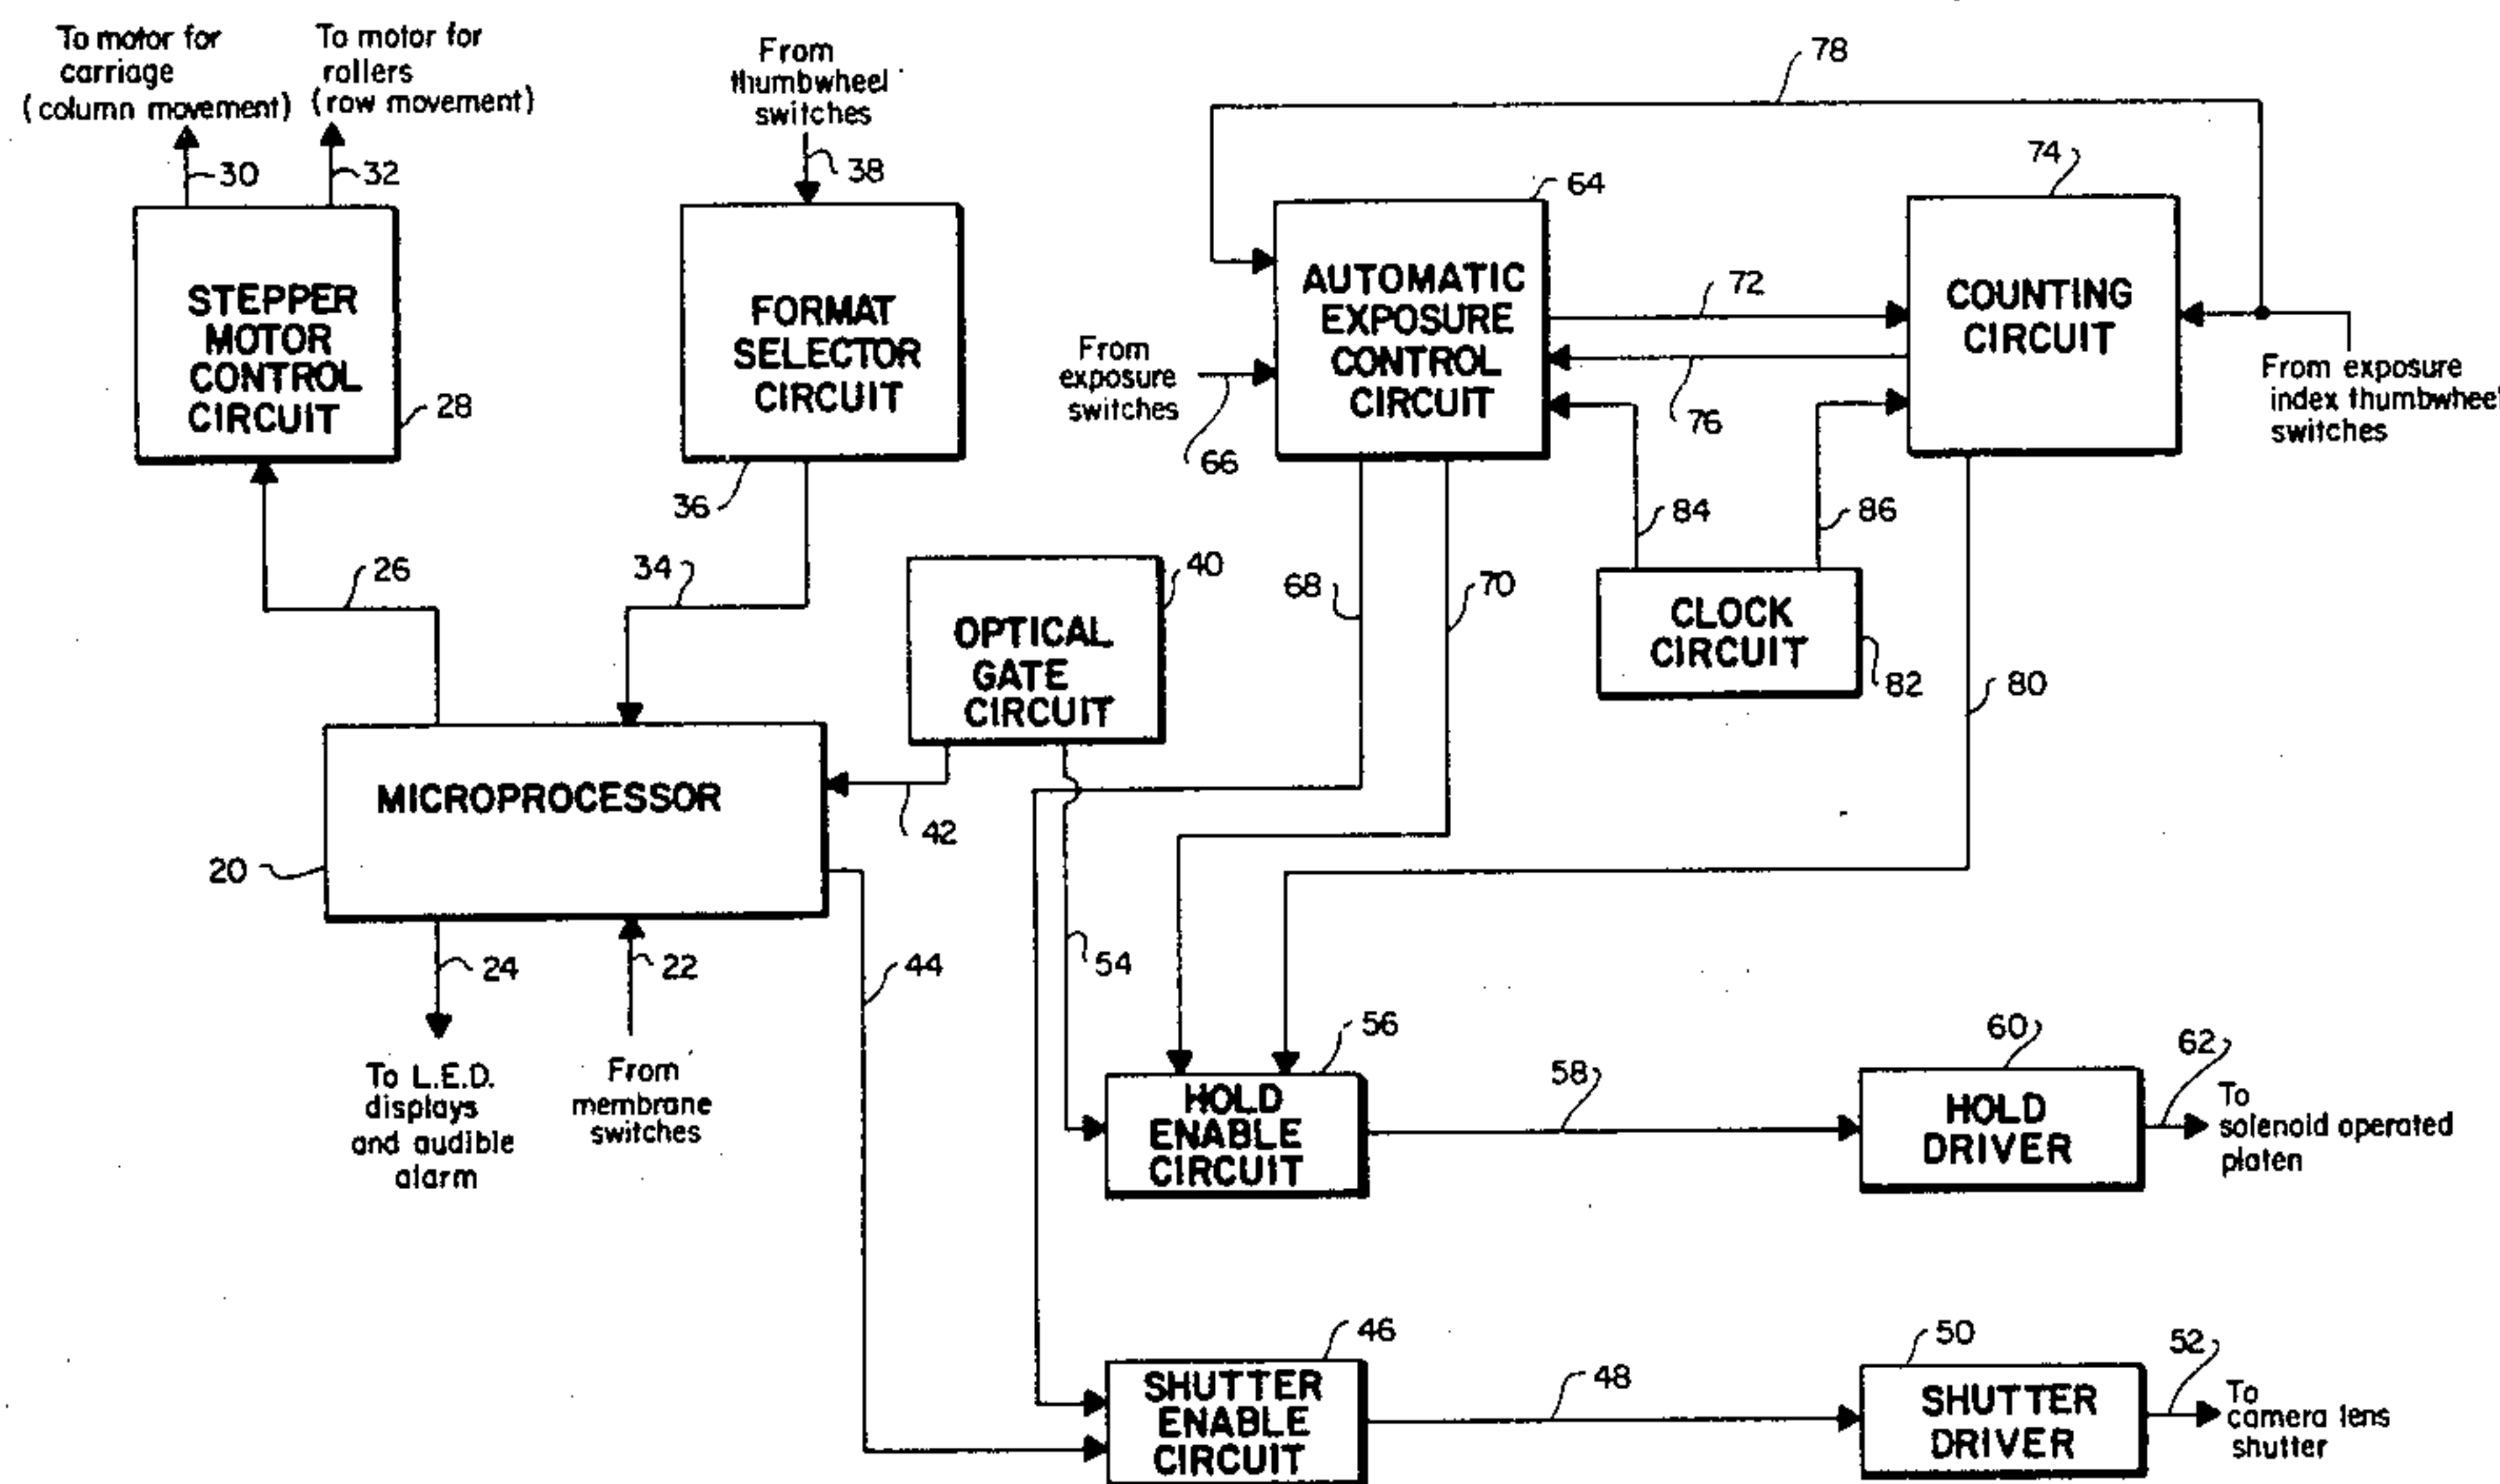 To motor for
carriage
(column movement)
To motor for
rollers
(row movement)
From
thumbwheel
switches
78
30
32
38
64
74
STEPPER
MOTOR
CONTROL
CIRCUIT
28
FORMAT
SELECTOR
CIRCUIT
36
AUTOMATIC
EXPOSURE
CONTROL
CIRCUIT
From
exposure
switches
66
72
76
COUNTING
CIRCUIT
From exposure
index thumbwheel
switches
26
34
40
OPTICAL
GATE
CIRCUIT
68
70
84
86
CLOCK
CIRCUIT
82
80
MICROPROCESSOR
20
42
24
22
44
54
To L.E.D.
displays
and audible
alarm
From
membrane
switches
56
HOLD
ENABLE
CIRCUIT
58
60
HOLD
DRIVER
62
To
solenoid operated
platen
46
SHUTTER
ENABLE
CIRCUIT
48
50
SHUTTER
DRIVER
52
To
camera lens
shutter